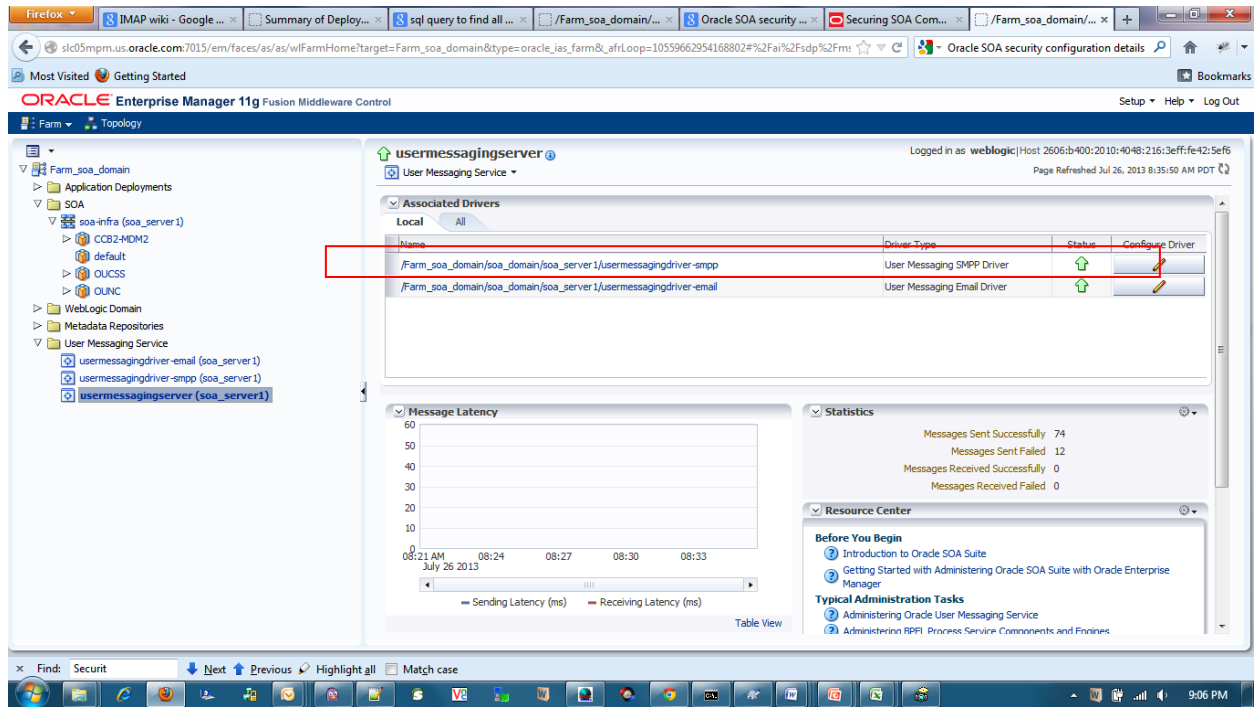 Firefox
IMAP wiki - Google ...
Summary of Deploy...
sql query to find all ...
/Farm_soa_domain/...
Oracle SOA security ...
Securing SOA Com...
/Farm_soa_domain/...
slc05mpm.us.oracle.com:7015/em/faces/as/as/wlFarmHome?target=Farm_soa_domain&type=oracle_ias_farm&_afrLoop=10559662954168802#%2Fai%2Fsdp%2Fms
Oracle SOA security configuration details
Most Visited
Getting Started
Bookmarks
ORACLE Enterprise Manager 11g Fusion Middleware Control
Setup
Help
Log Out
Farm
Topology
Farm_soa_domain
Application Deployments
SOA
soa-infra (soa_server1)
CCB2-MDM2
default
OUCSS
OUNC
WebLogic Domain
Metadata Repositories
User Messaging Service
usermessagingdriver-email (soa_server1)
usermessagingdriver-smpp (soa_server1)
usermessagingserver (soa_server1)
usermessagingserver
User Messaging Service
Logged in as weblogic|Host 2606:b400:2010:4048:216:3eff:fe42:5ef6
Page Refreshed Jul 26, 2013 8:35:50 AM PDT
Associated Drivers
Local
All
Name
Driver Type
Status
Configure Driver
/Farm_soa_domain/soa_domain/soa_server1/usermessagingdriver-smpp
User Messaging SMPP Driver
/Farm_soa_domain/soa_domain/soa_server1/usermessagingdriver-email
User Messaging Email Driver
Message Latency
60
50
40
30
20
10
0
08:21 AM
08:24
08:27
08:30
08:33
July 26 2013
Sending Latency (ms)
Receiving Latency (ms)
Table View
Statistics
Messages Sent Successfully 74
Messages Sent Failed 12
Messages Received Successfully 0
Messages Received Failed 0
Resource Center
Before You Begin
Introduction to Oracle SOA Suite
Getting Started with Administering Oracle SOA Suite with Oracle Enterprise
Manager
Typical Administration Tasks
Administering Oracle User Messaging Service
Administering BPEL Process Service Components and Engines
× Find: Securit
Next
Previous
Highlight all
Match case
9:06 PM